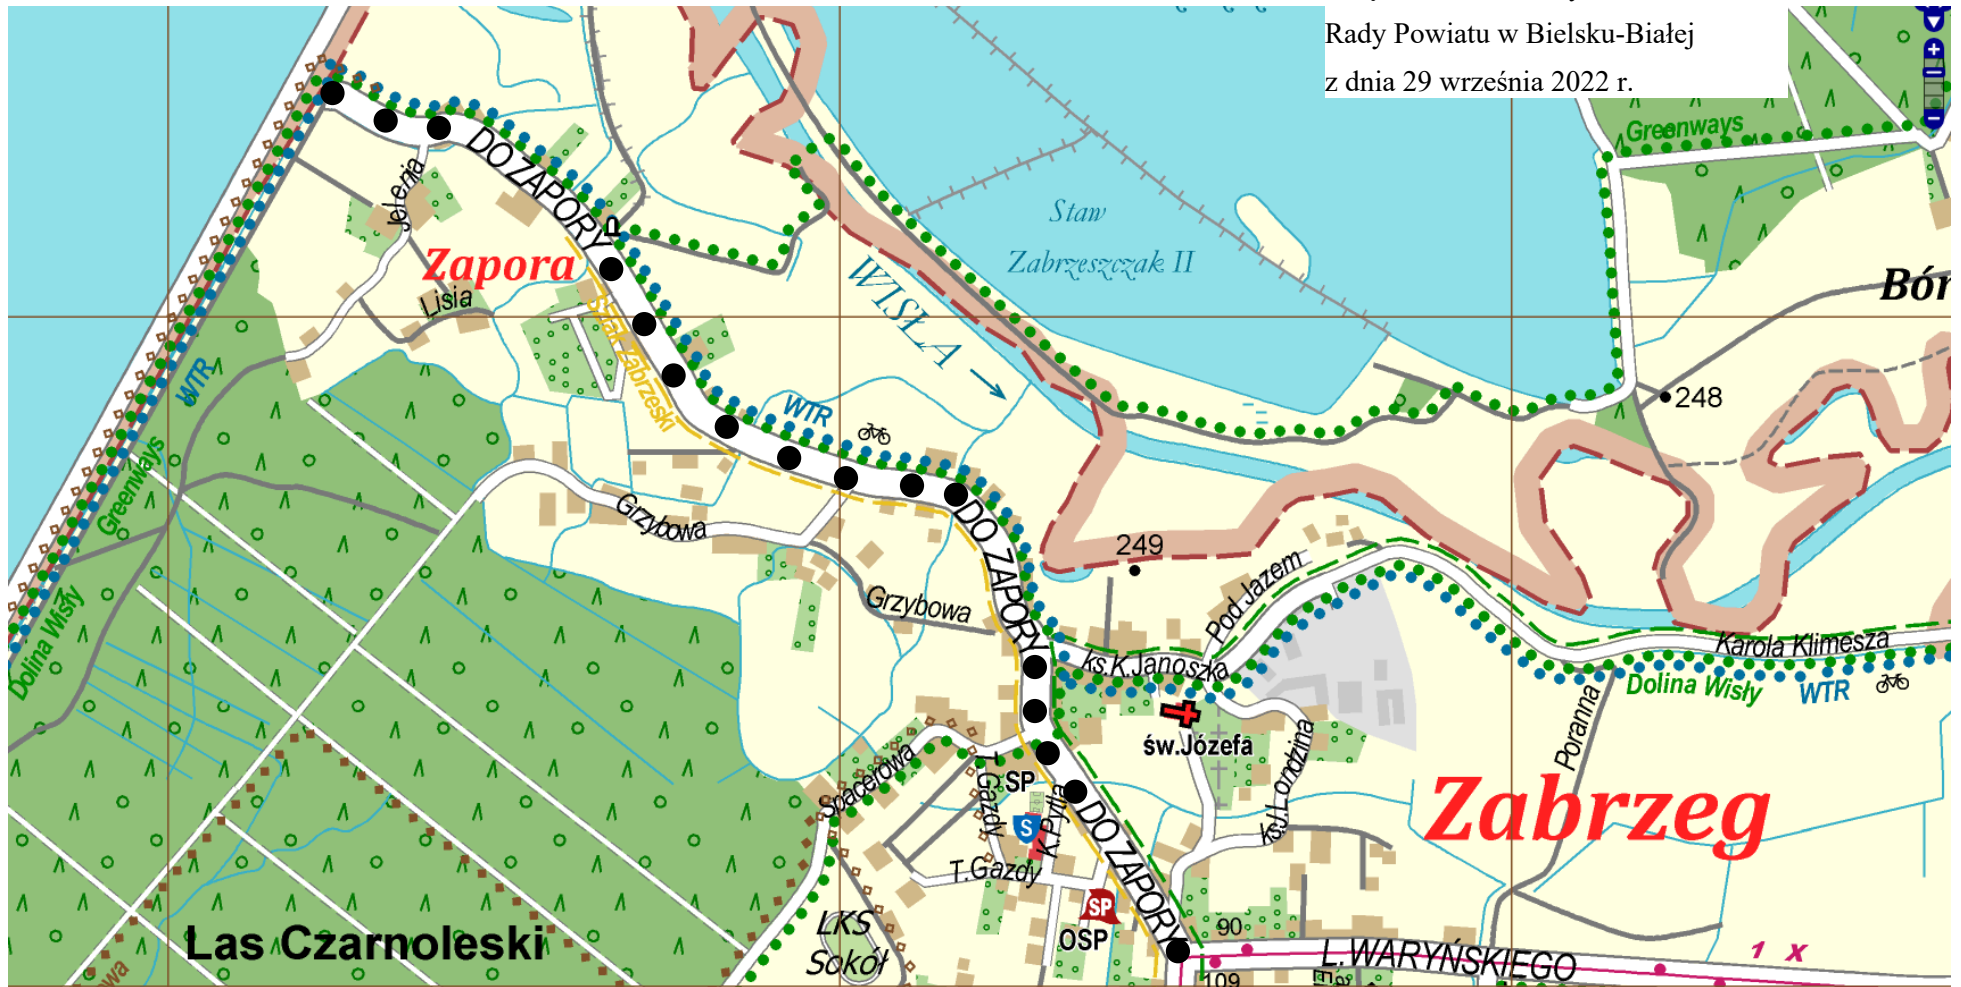 Rady Powiatu w Bielsku-Białej
z dnia 29 września 2022 r.
Greenways
DO ZAPORY
Jelenia
Staw
Zabrzeszczak II
Zapora
WISŁA
Bór
Lisia
Szlak Zabrzeski
WTR
WTR
248
Greenways
Grzybowa
DO ZAPORY
249
Pod Jazem
Grzybowa
Dolina Wisły
ks.K.Janoszka
Karola Klimesza
Dolina Wisły
WTR
Poranna
św.Józefa
Spacerowa
T.Gazdy
SP
K.Pylla
S
ks.J.Londzina
Zabrzeg
DO ZAPORY
T.Gazdy
SP
OSP
LKS
Sokół
Las Czarnoleski
90
L.WARYŃSKIEGO
1 X
109